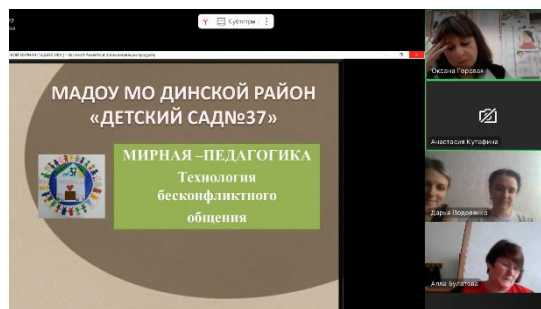 Субтитры
МАДОУ МО ДИНСКОЙ РАЙОН
«ДЕТСКИЙ САД№37»
МИРНАЯ –ПЕДАГОГИКА
Технология
бесконфликтного
общения
37
Оксана Горовая
Анастасия Кутафина
Дарья Подолянко
Алла Булатова